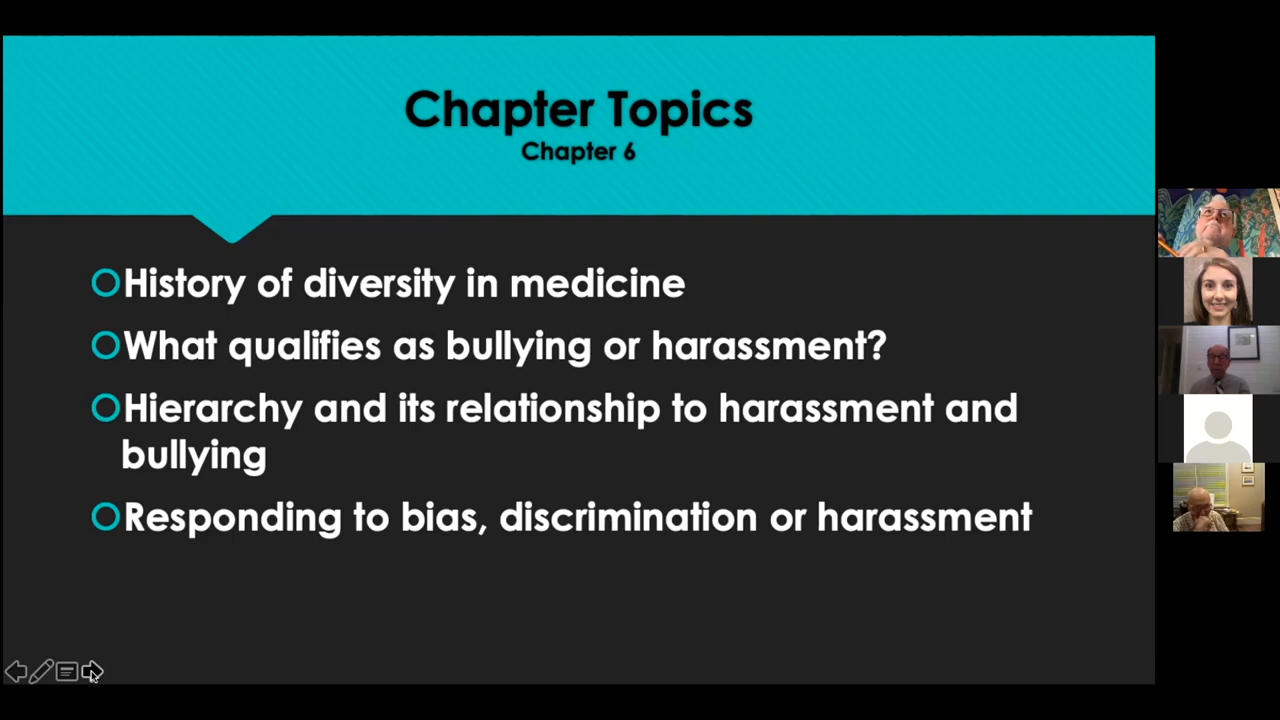 Chapter Topics
Chapter 6
History of diversity in medicine
What qualifies as bullying or harassment?
Hierarchy and its relationship to harassment and
bullying
Responding to bias, discrimination or harassment